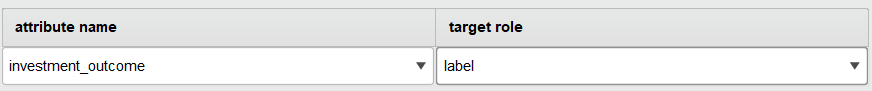 attribute name target role
investment_outcome label